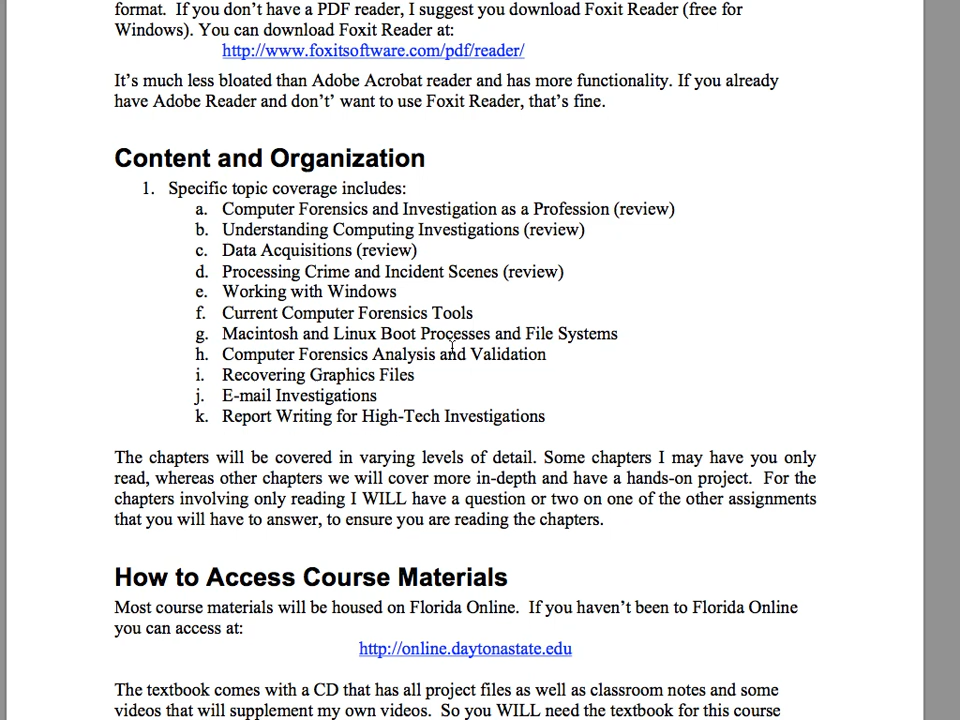 format.  If you don’t have a PDF reader, I suggest you download Foxit Reader (free for
Windows). You can download Foxit Reader at:
http://www.foxitsoftware.com/pdf/reader/
It’s much less bloated than Adobe Acrobat reader and has more functionality. If you already
have Adobe Reader and don’t’ want to use Foxit Reader, that’s fine.
Content and Organization
1. Specific topic coverage includes:
a. Computer Forensics and Investigation as a Profession (review)
b. Understanding Computing Investigations (review)
c. Data Acquisitions (review)
d. Processing Crime and Incident Scenes (review)
e. Working with Windows
f. Current Computer Forensics Tools
g. Macintosh and Linux Boot Processes and File Systems
h. Computer Forensics Analysis and Validation
i. Recovering Graphics Files
j. E-mail Investigations
k. Report Writing for High-Tech Investigations
The chapters will be covered in varying levels of detail. Some chapters I may have you only
read, whereas other chapters we will cover more in-depth and have a hands-on project.  For the
chapters involving only reading I WILL have a question or two on one of the other assignments
that you will have to answer, to ensure you are reading the chapters.
How to Access Course Materials
Most course materials will be housed on Florida Online.  If you haven’t been to Florida Online
you can access at:
http://online.daytonastate.edu
The textbook comes with a CD that has all project files as well as classroom notes and some
videos that will supplement my own videos.  So you WILL need the textbook for this course